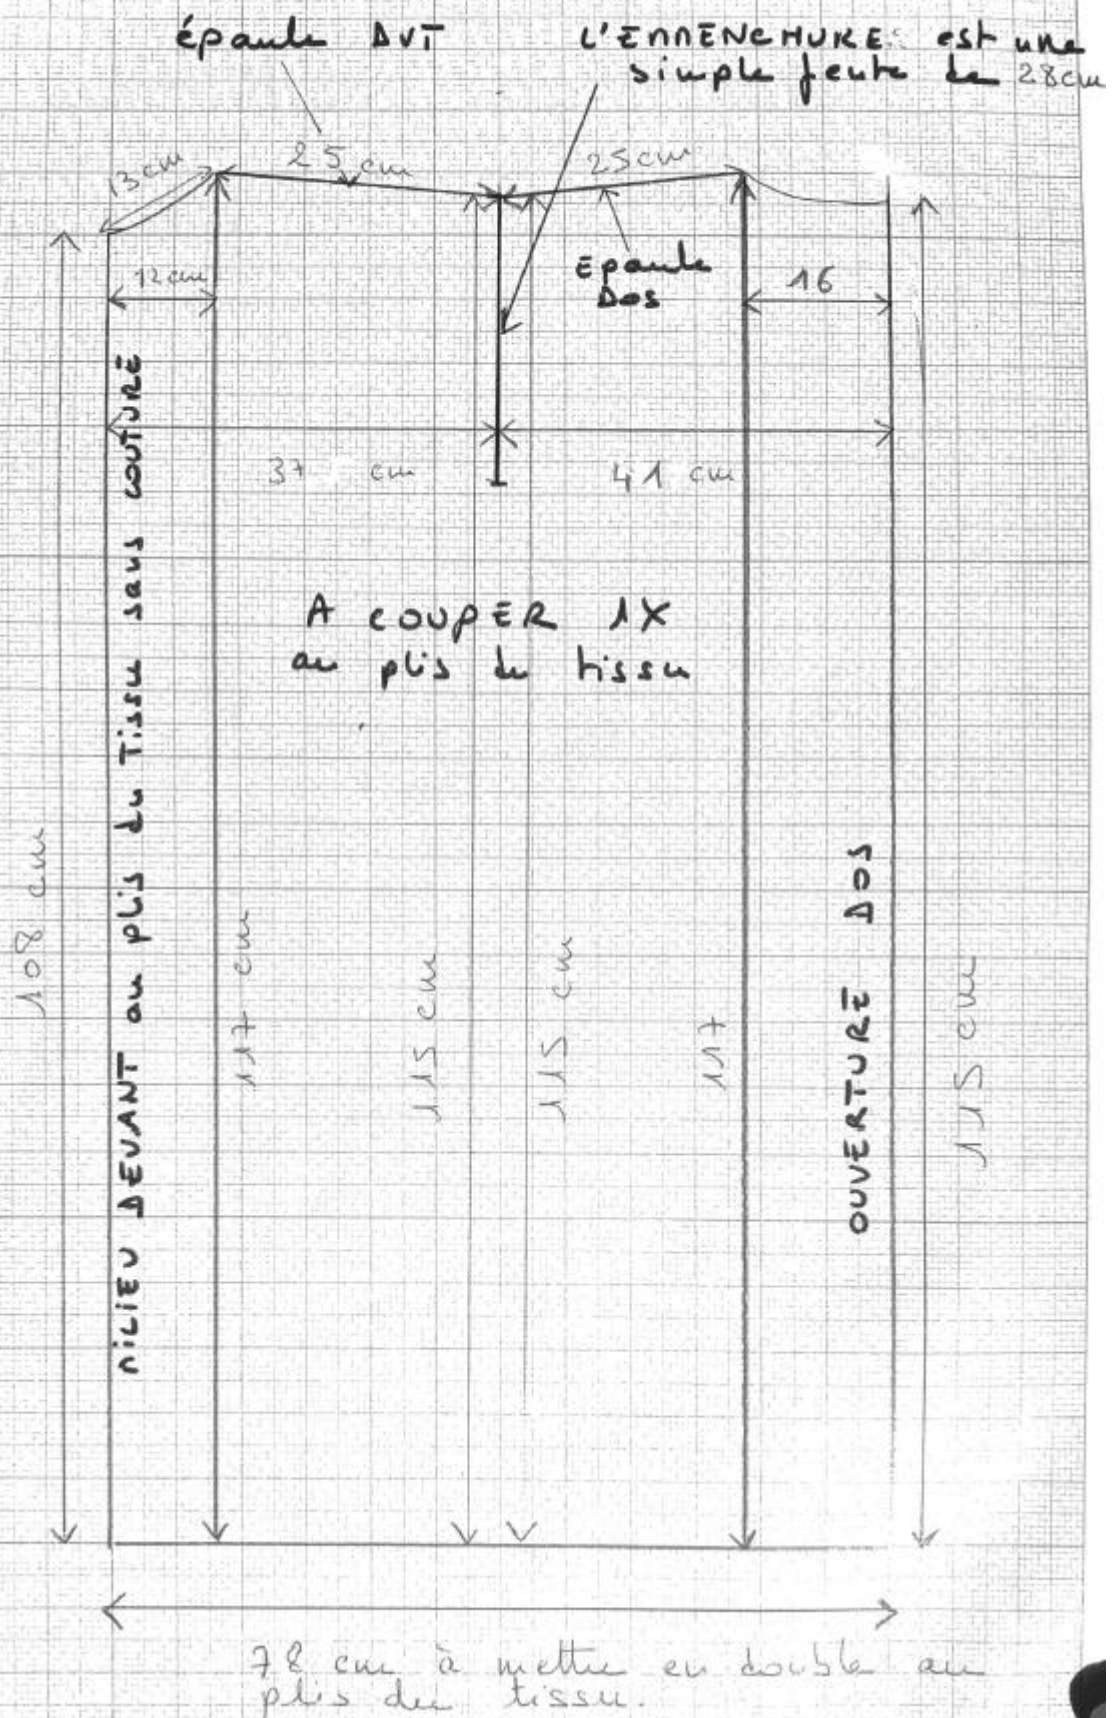 épaule DVT
L'EMMENCHURE est une
simple fente de 28cm
13cm
25 cm
25cm
12cm
Epaule
Dos
16
37 cm
41 cm
A COUPER 1X
au plis du tissu
MILIEU DEVANT au plis du Tissu sans COUTURE
108 cm
117 cm
115 cm
115 cm
117
OUVERTURE DOS
115 cm
78 cm à mettre en double au
plis du tissu.